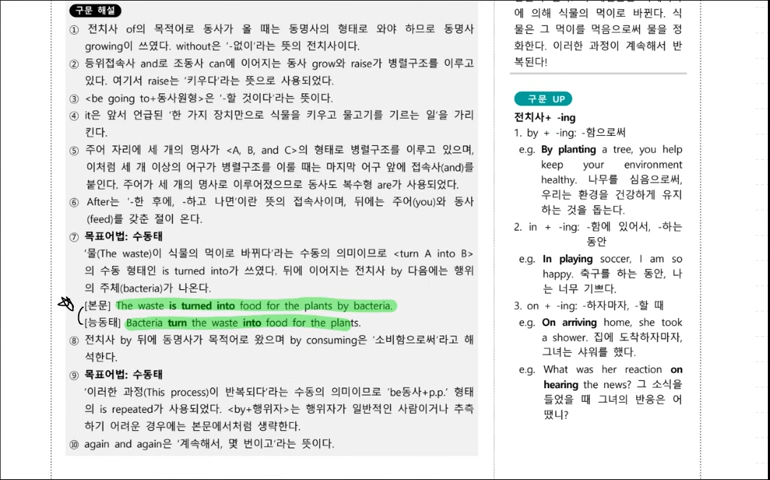 구문 해설
① 전치사 of의 목적어로 동사가 올 때는 동명사의 형태로 와야 하므로 동명사
growing이 쓰였다. without은 '-없이'라는 뜻의 전치사이다.
② 등위접속사 and로 조동사 can에 이어지는 동사 grow와 raise가 병렬구조를 이루고
있다. 여기서 raise는 '키우다'라는 뜻으로 사용되었다.
③ <be going to+동사원형>은 '-할 것이다'라는 뜻이다.
④ it은 앞서 언급된 '한 가지 장치만으로 식물을 키우고 물고기를 기르는 일'을 가리
킨다.
⑤ 주어 자리에 세 개의 명사가 <A, B, and C>의 형태로 병렬구조를 이루고 있으며,
이처럼 세 개 이상의 어구가 병렬구조를 이룰 때는 마지막 어구 앞에 접속사(and)를
붙인다. 주어가 세 개의 명사로 이루어졌으므로 동사도 복수형 are가 사용되었다.
⑥ After는 '-한 후에, -하고 나면'이란 뜻의 접속사이며, 뒤에는 주어(you)와 동사
(feed)를 갖춘 절이 온다.
⑦ 목표어법: 수동태
'물(The waste)이 식물의 먹이로 바뀌다'라는 수동의 의미이므로 <turn A into B>
의 수동 형태인 is turned into가 쓰였다. 뒤에 이어지는 전치사 by 다음에는 행위
의 주체(bacteria)가 나온다.
[본문] The waste is turned into food for the plants by bacteria.
[능동태] Bacteria turn the waste into food for the plants.
⑧ 전치사 by 뒤에 동명사가 목적어로 왔으며 by consuming은 '소비함으로써'라고 해
석한다.
⑨ 목표어법: 수동태
'이러한 과정(This process)이 반복되다'라는 수동의 의미이므로 'be동사+p.p.' 형태
의 is repeated가 사용되었다. <by+행위자>는 행위자가 일반적인 사람이거나 추측
하기 어려운 경우에는 본문에서처럼 생략한다.
⑩ again and again은 '계속해서, 몇 번이고'라는 뜻이다.
에 의해 식물의 먹이로 바뀐다. 식
물은 그 먹이를 먹음으로써 물을 정
화한다. 이러한 과정이 계속해서 반
복된다!
구문 UP
전치사+ -ing
1. by + -ing: -함으로써
e.g. By planting a tree, you help
keep your environment
healthy. 나무를 심음으로써,
우리는 환경을 건강하게 유지
하는 것을 돕는다.
2. in + -ing: -함에 있어서, -하는
동안
e.g. In playing soccer, I am so
happy. 축구를 하는 동안, 나
는 너무 기쁘다.
3. on + -ing: -하자마자, -할 때
e.g. On arriving home, she took
a shower. 집에 도착하자마자,
그녀는 샤워를 했다.
e.g. What was her reaction on
hearing the news? 그 소식을
들었을 때 그녀의 반응은 어
땠니?